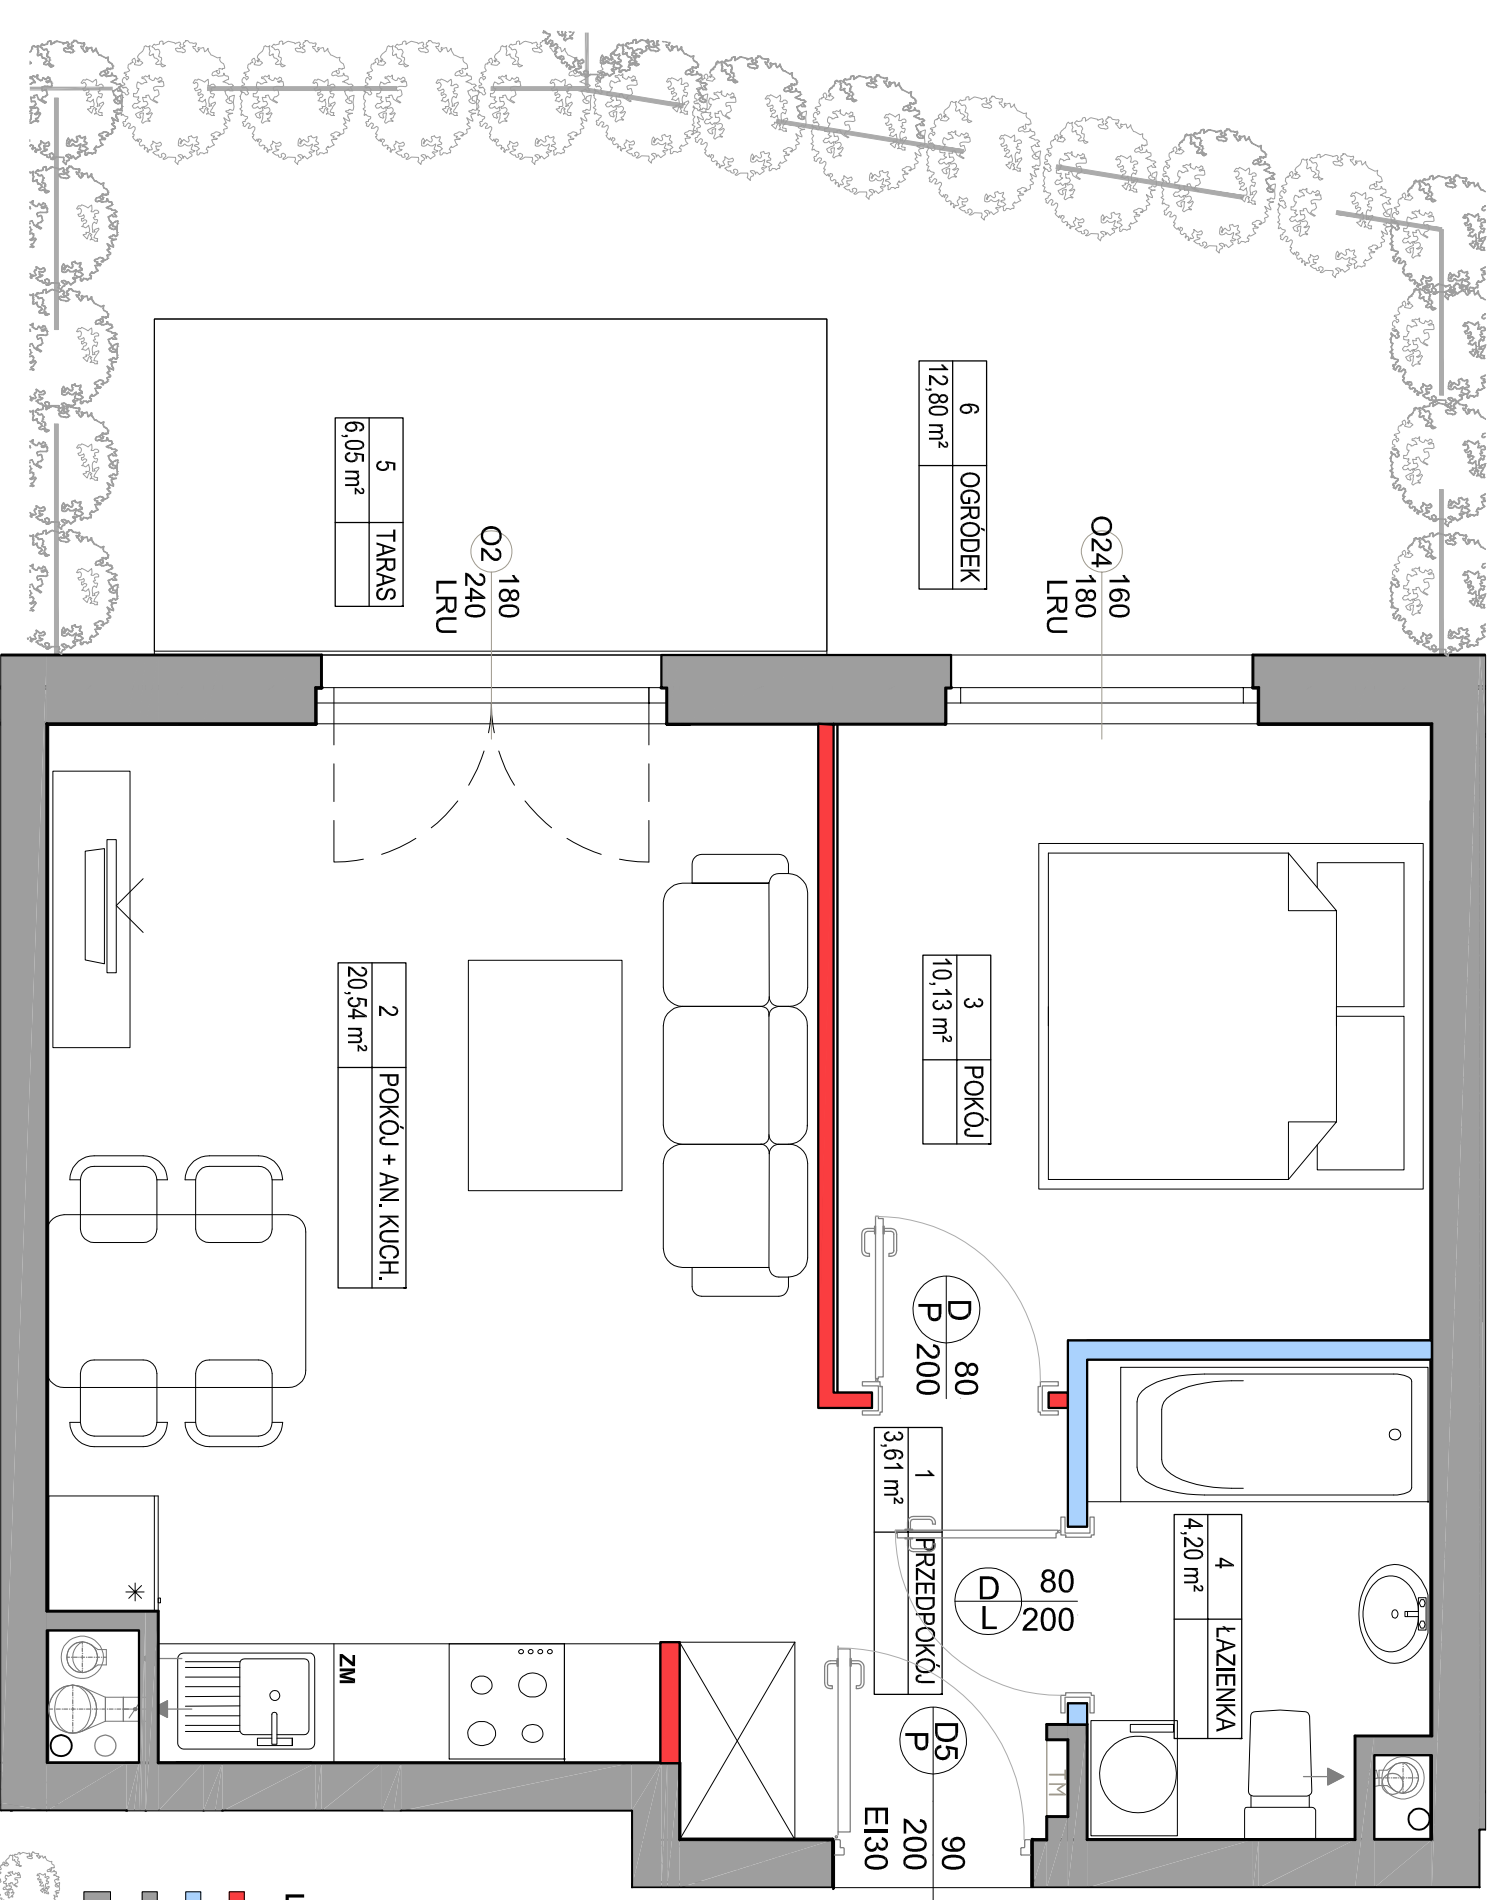 6 OGRÓDEK
12,80 m²
5 TARAS
6,05 m²
O2 180
240
LRU
O24 160
180
LRU
3 POKÓJ
10,13 m²
2 POKÓJ + AN. KUCH.
20,54 m²
D 80
P 200
1 PRZEDPOKÓJ
3,61 m²
D 80
L 200
4 ŁAZIENKA
4,20 m²
ZM
TM
D5 90
P 200
EI30
L